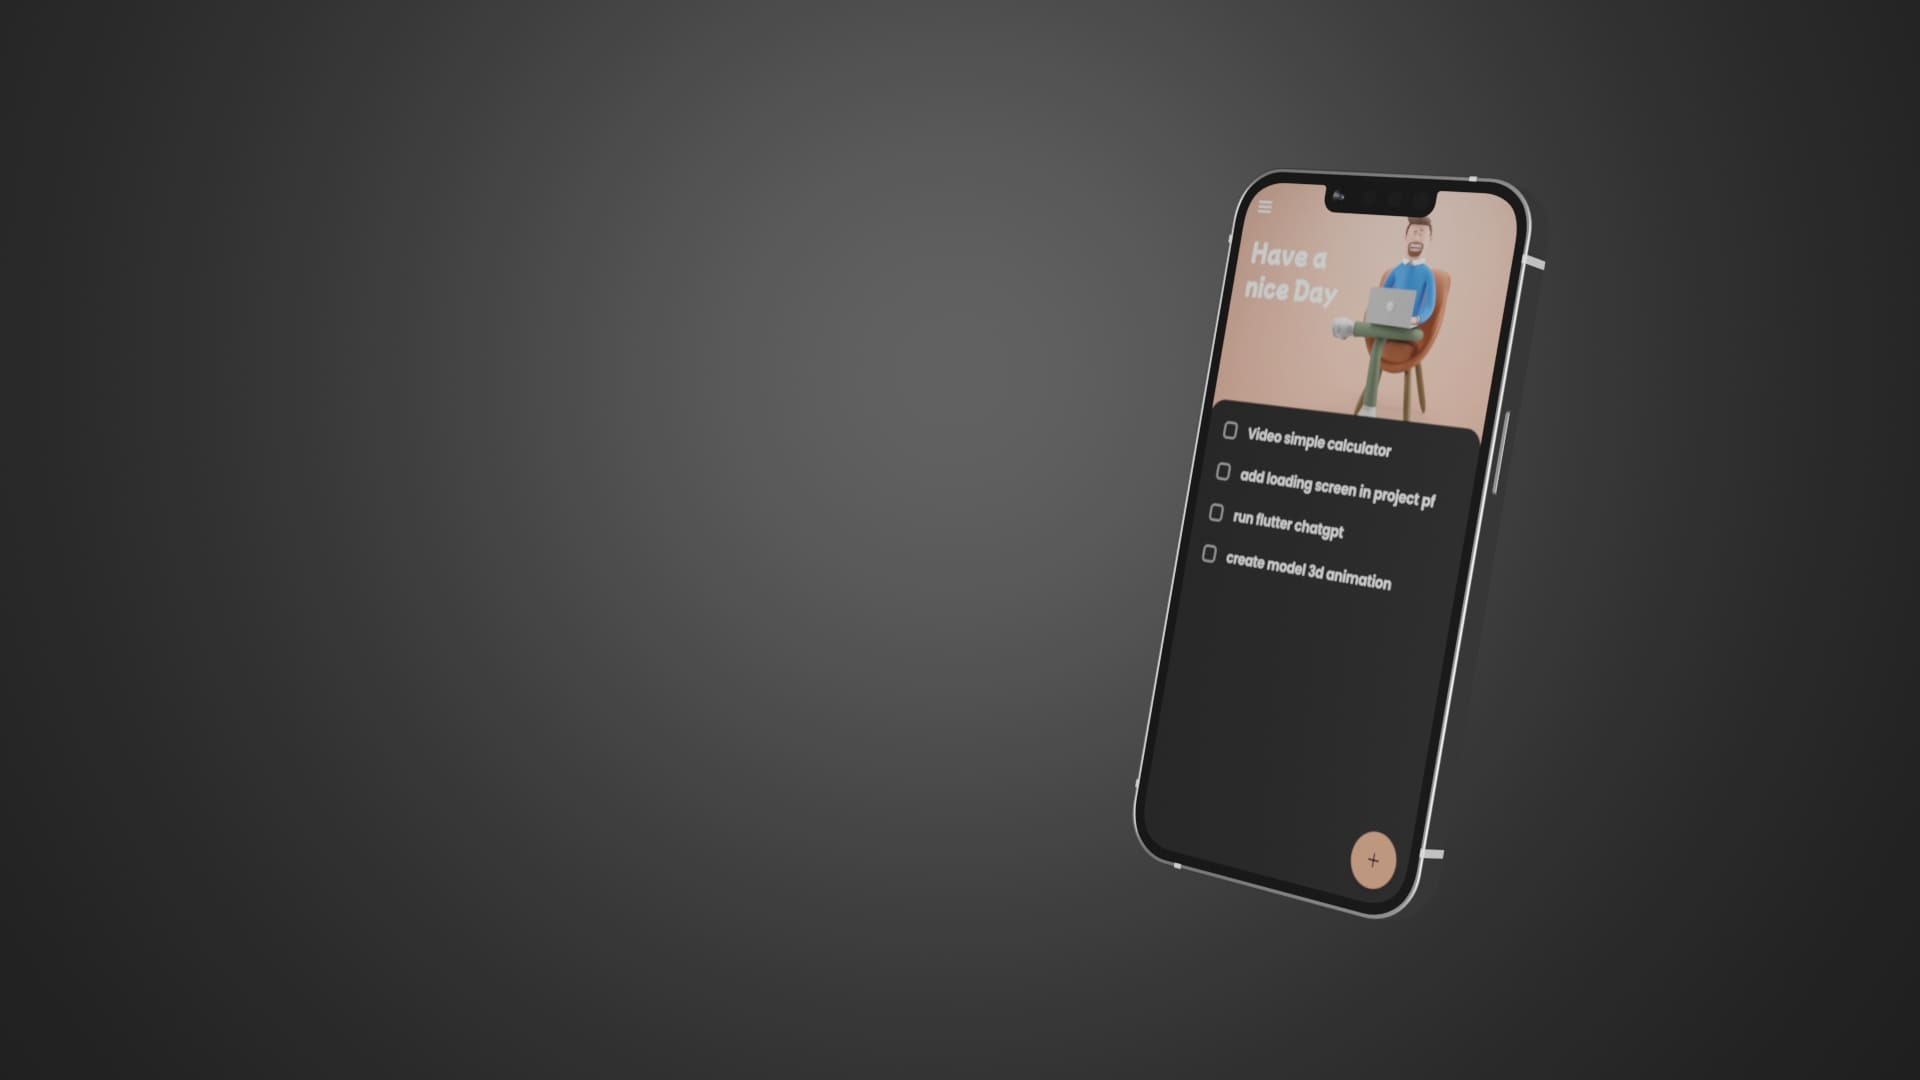 Have a
nice Day
Video simple calculator
add loading screen in project pf
run flutter chatgpt
create model 3d animation
+